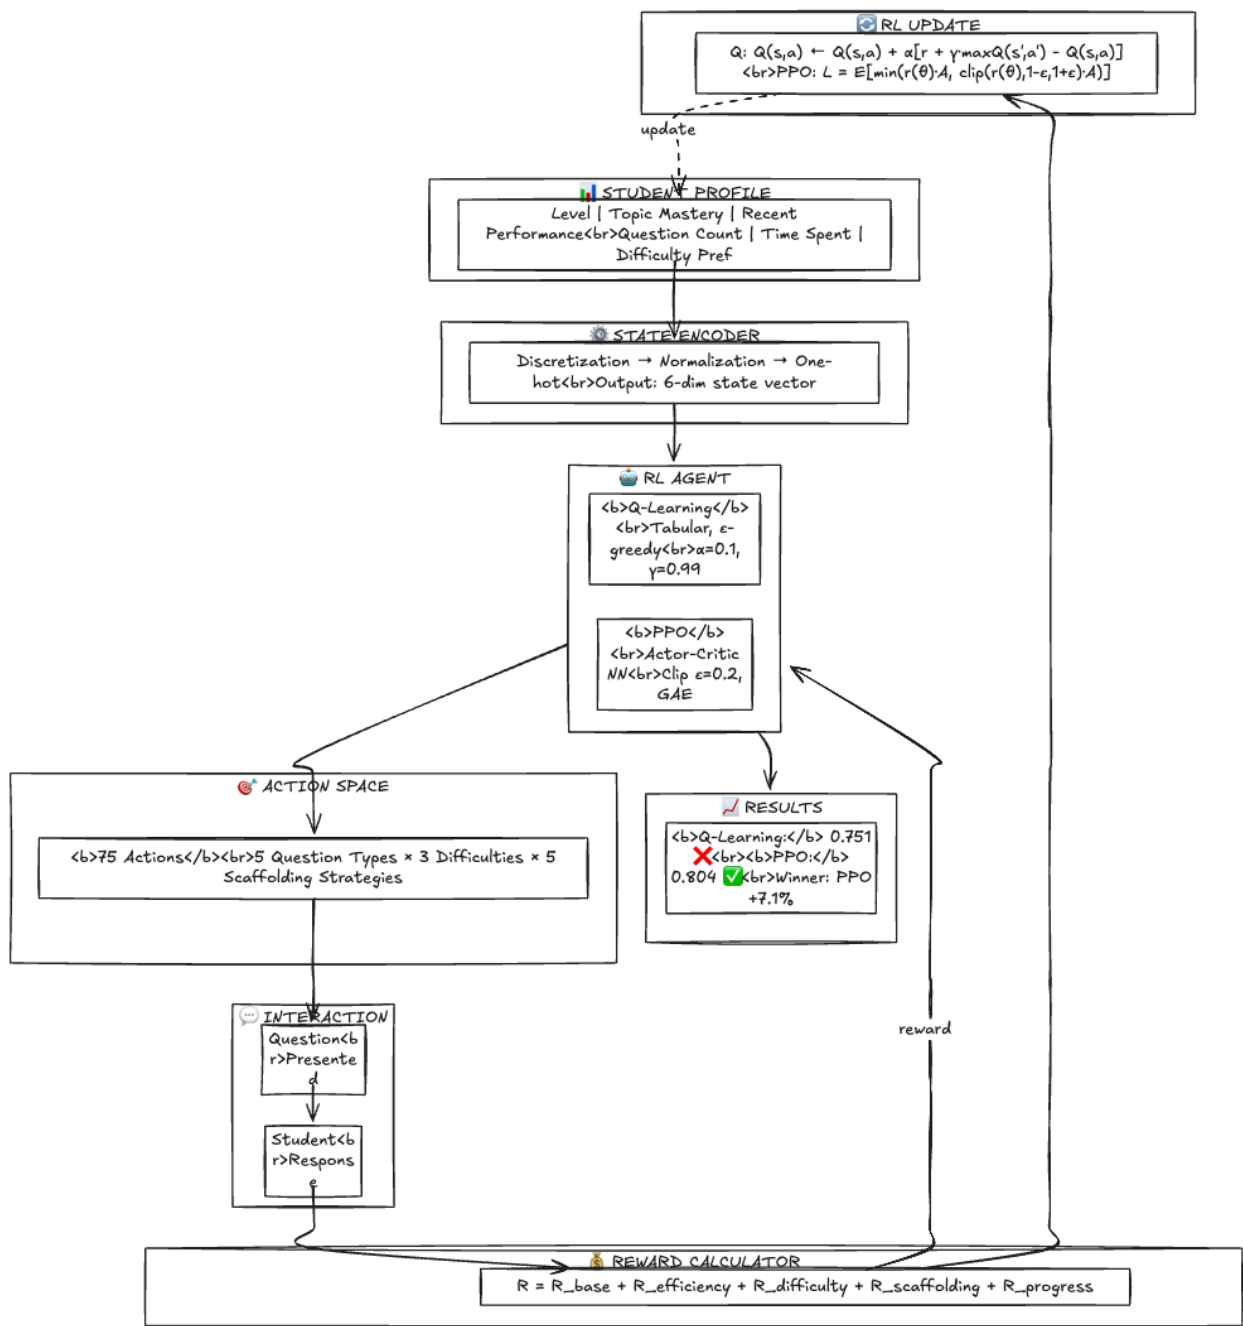 RL UPDATE
Q: Q(s,a) ← Q(s,a) + α[r + γ·maxQ(s',a') - Q(s,a)]
<br>PPO: L = E[min(r(θ)·A, clip(r(θ),1-ε,1+ε)·A)]
update
STUDENT PROFILE
Level | Topic Mastery | Recent
Performance<br>Question Count | Time Spent |
Difficulty Pref
STATE ENCODER
Discretization → Normalization → One-
hot<br>Output: 6-dim state vector
RL AGENT
<b>Q-Learning</b>
<br>Tabular, ε-
greedy<br>α=0.1,
γ=0.99
<b>PPO</b>
<br>Actor-Critic
NN<br>Clip ε=0.2,
GAE
ACTION SPACE
<b>75 Actions</b><br>5 Question Types × 3 Difficulties × 5
Scaffolding Strategies
RESULTS
<b>Q-Learning:</b> 0.751
❌<br><b>PPO:</b>
0.804 ✅<br>Winner: PPO
+7.1%
INTERACTION
Question<b
r>Presente
d
Student<b
r>Respons
e
reward
REWARD CALCULATOR
R = R_base + R_efficiency + R_difficulty + R_scaffolding + R_progress